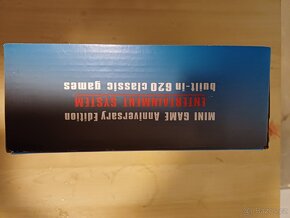 MINI GAME Anniversary Edition
ENTERTAINMENT SYSTEM
built-in 620 classic games